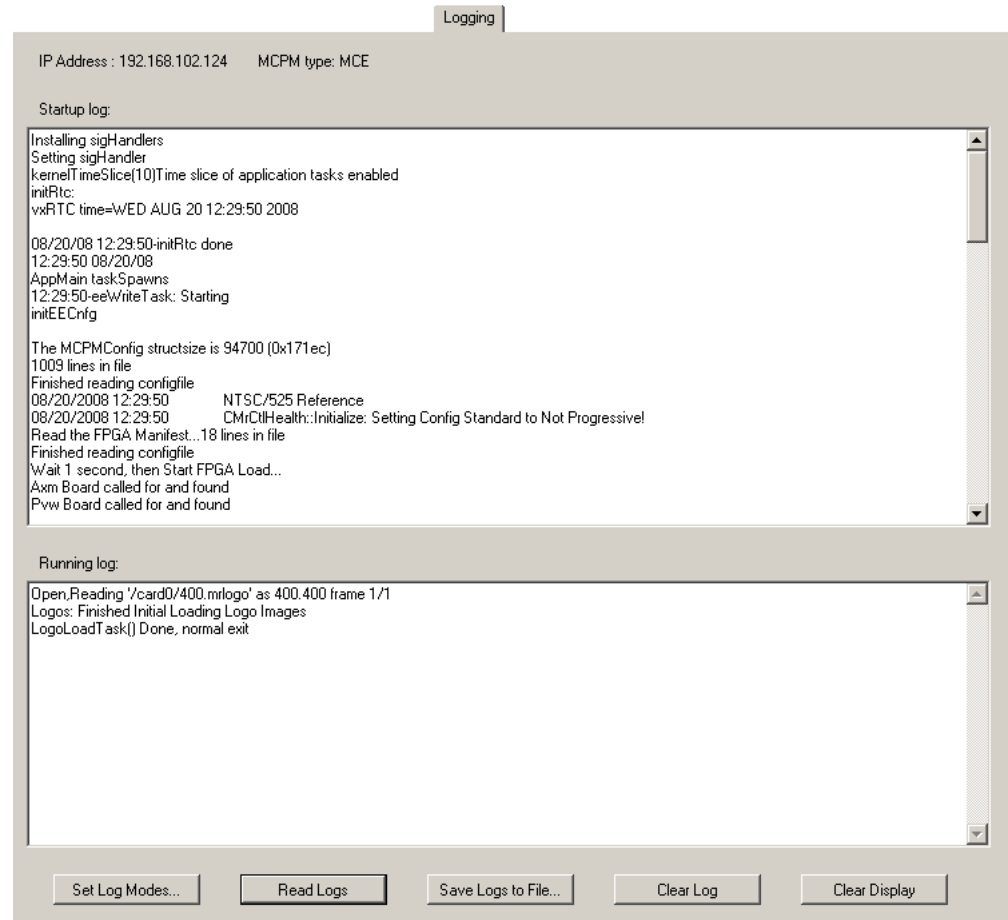 Logging
IP Address : 192.168.102.124 MCPM type: MCE
Startup log:
Installing sigHandlers
Setting sigHandler
kernelTimeSlice(10)Time slice of application tasks enabled
initRtc:
vxRTC time=WED AUG 20 12:29:50 2008
08/20/08 12:29:50-initRtc done
12:29:50 08/20/08
AppMain taskSpawns
12:29:50-eeWriteTask: Starting
initEECnfg
The MCPMConfig structsize is 94700 (0x171ec)
1009 lines in file
Finished reading configfile
08/20/2008 12:29:50 NTSC/525 Reference
08/20/2008 12:29:50 CMrCtlHealth::Initialize: Setting Config Standard to Not Progressive!
Read the FPGA Manifest...18 lines in file
Finished reading configfile
Wait 1 second, then Start FPGA Load...
Axm Board called for and found
Pvw Board called for and found
Running log:
Open,Reading '/card0/400.mrlogo' as 400.400 frame 1/1
Logos: Finished Initial Loading Logo Images
LogoLoadTask() Done, normal exit
Set Log Modes... Read Logs Save Logs to File... Clear Log Clear Display